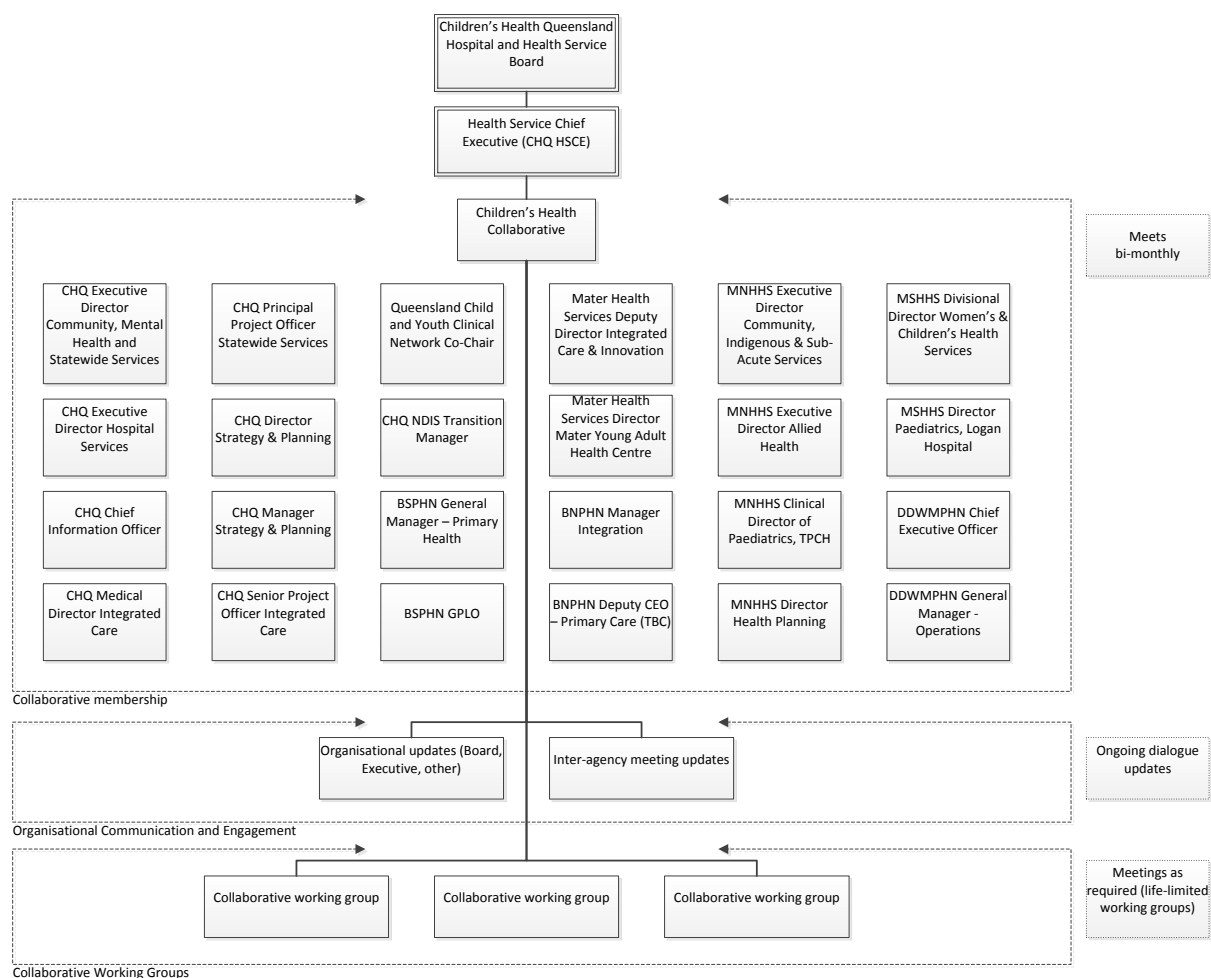 Children's Health Queensland
Hospital and Health Service
Board
Health Service Chief
Executive (CHQ HSCE)
Children's Health
Collaborative
Meets
bi-monthly
CHQ Executive
Director
Community, Mental
Health and
Statewide Services
CHQ Principal
Project Officer
Statewide Services
Queensland Child
and Youth Clinical
Network Co-Chair
Mater Health
Services Deputy
Director Integrated
Care & Innovation
MNHHS Executive
Director
Community,
Indigenous & Sub-
Acute Services
MSHHS Divisional
Director Women's &
Children's Health
Services
CHQ Executive
Director Hospital
Services
CHQ Director
Strategy & Planning
CHQ NDIS Transition
Manager
Mater Health
Services Director
Mater Young Adult
Health Centre
MNHHS Executive
Director Allied
Health
MSHHS Director
Paediatrics, Logan
Hospital
CHQ Chief
Information Officer
CHQ Manager
Strategy & Planning
BSPHN General
Manager – Primary
Health
BNPHN Manager
Integration
MNHHS Clinical
Director of
Paediatrics, TPCH
DDWMPHN Chief
Executive Officer
CHQ Medical
Director Integrated
Care
CHQ Senior Project
Officer Integrated
Care
BSPHN GPLO
BNPHN Deputy CEO
– Primary Care (TBC)
MNHHS Director
Health Planning
DDWMPHN General
Manager -
Operations
Collaborative membership
Organisational updates (Board,
Executive, other)
Inter-agency meeting updates
Ongoing dialogue
updates
Organisational Communication and Engagement
Collaborative working group
Collaborative working group
Collaborative working group
Meetings as
required (life-limited
working groups)
Collaborative Working Groups